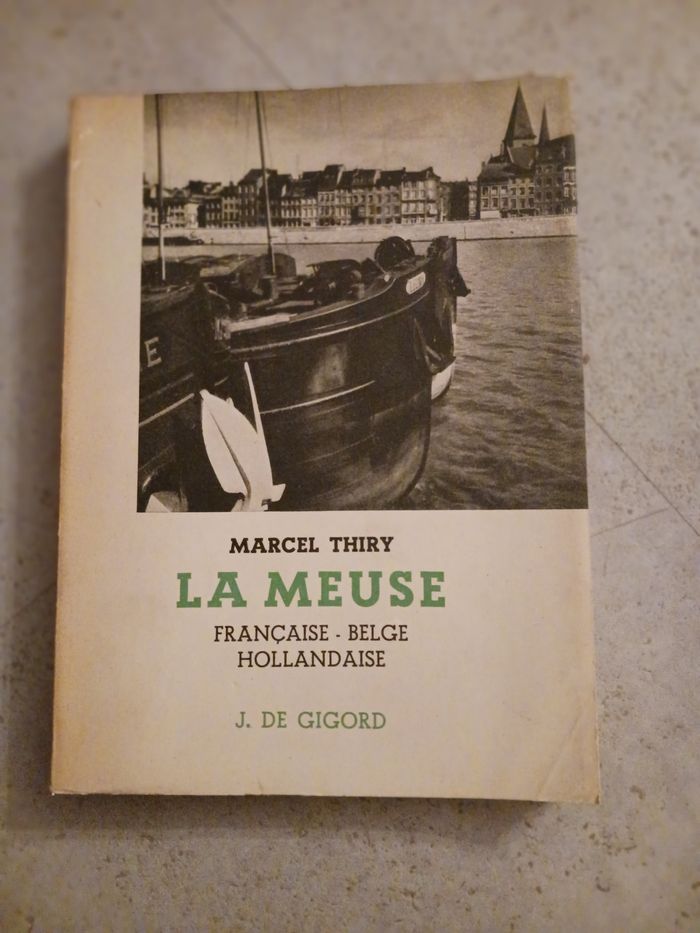 E
MARCEL THIRY
LA MEUSE
FRANÇAISE - BELGE
HOLLANDAISE
J. DE GIGORD